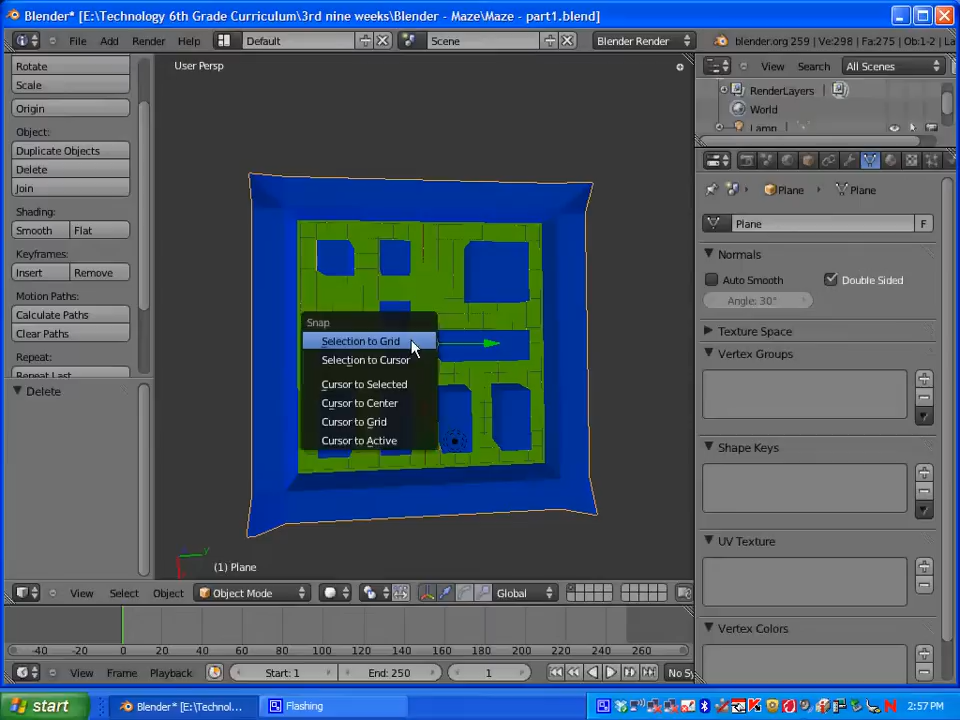 Blender* [E:\Technology 6th Grade Curriculum\3rd nine weeks\Blender - Maze\Maze - part1.blend]
File Add Render Help Default Scene Blender Render blender.org 259 | Ve:298 | Fa:275 | Ob:1-2 | La
Rotate
Scale
Origin
Object:
Duplicate Objects
Delete
Join
Shading:
Smooth Flat
Keyframes:
Insert Remove
Motion Paths:
Calculate Paths
Clear Paths
Repeat:
Repeat Last
Delete
User Persp
Snap
Selection to Grid
Selection to Cursor
Cursor to Selected
Cursor to Center
Cursor to Grid
Cursor to Active
(1) Plane
View Select Object Object Mode Global
-40 -20 0 20 40 60 80 100 120 140 160 180 200 220 240 260
View Frame Playback Start: 1 End: 250 1 No Sy
View Search All Scenes
RenderLayers
World
Lamp
Plane Plane
Plane F
Normals
Auto Smooth Double Sided
Angle: 30°
Texture Space
Vertex Groups
Shape Keys
UV Texture
Vertex Colors
start Blender* [E:\Technol... Flashing 2:57 PM